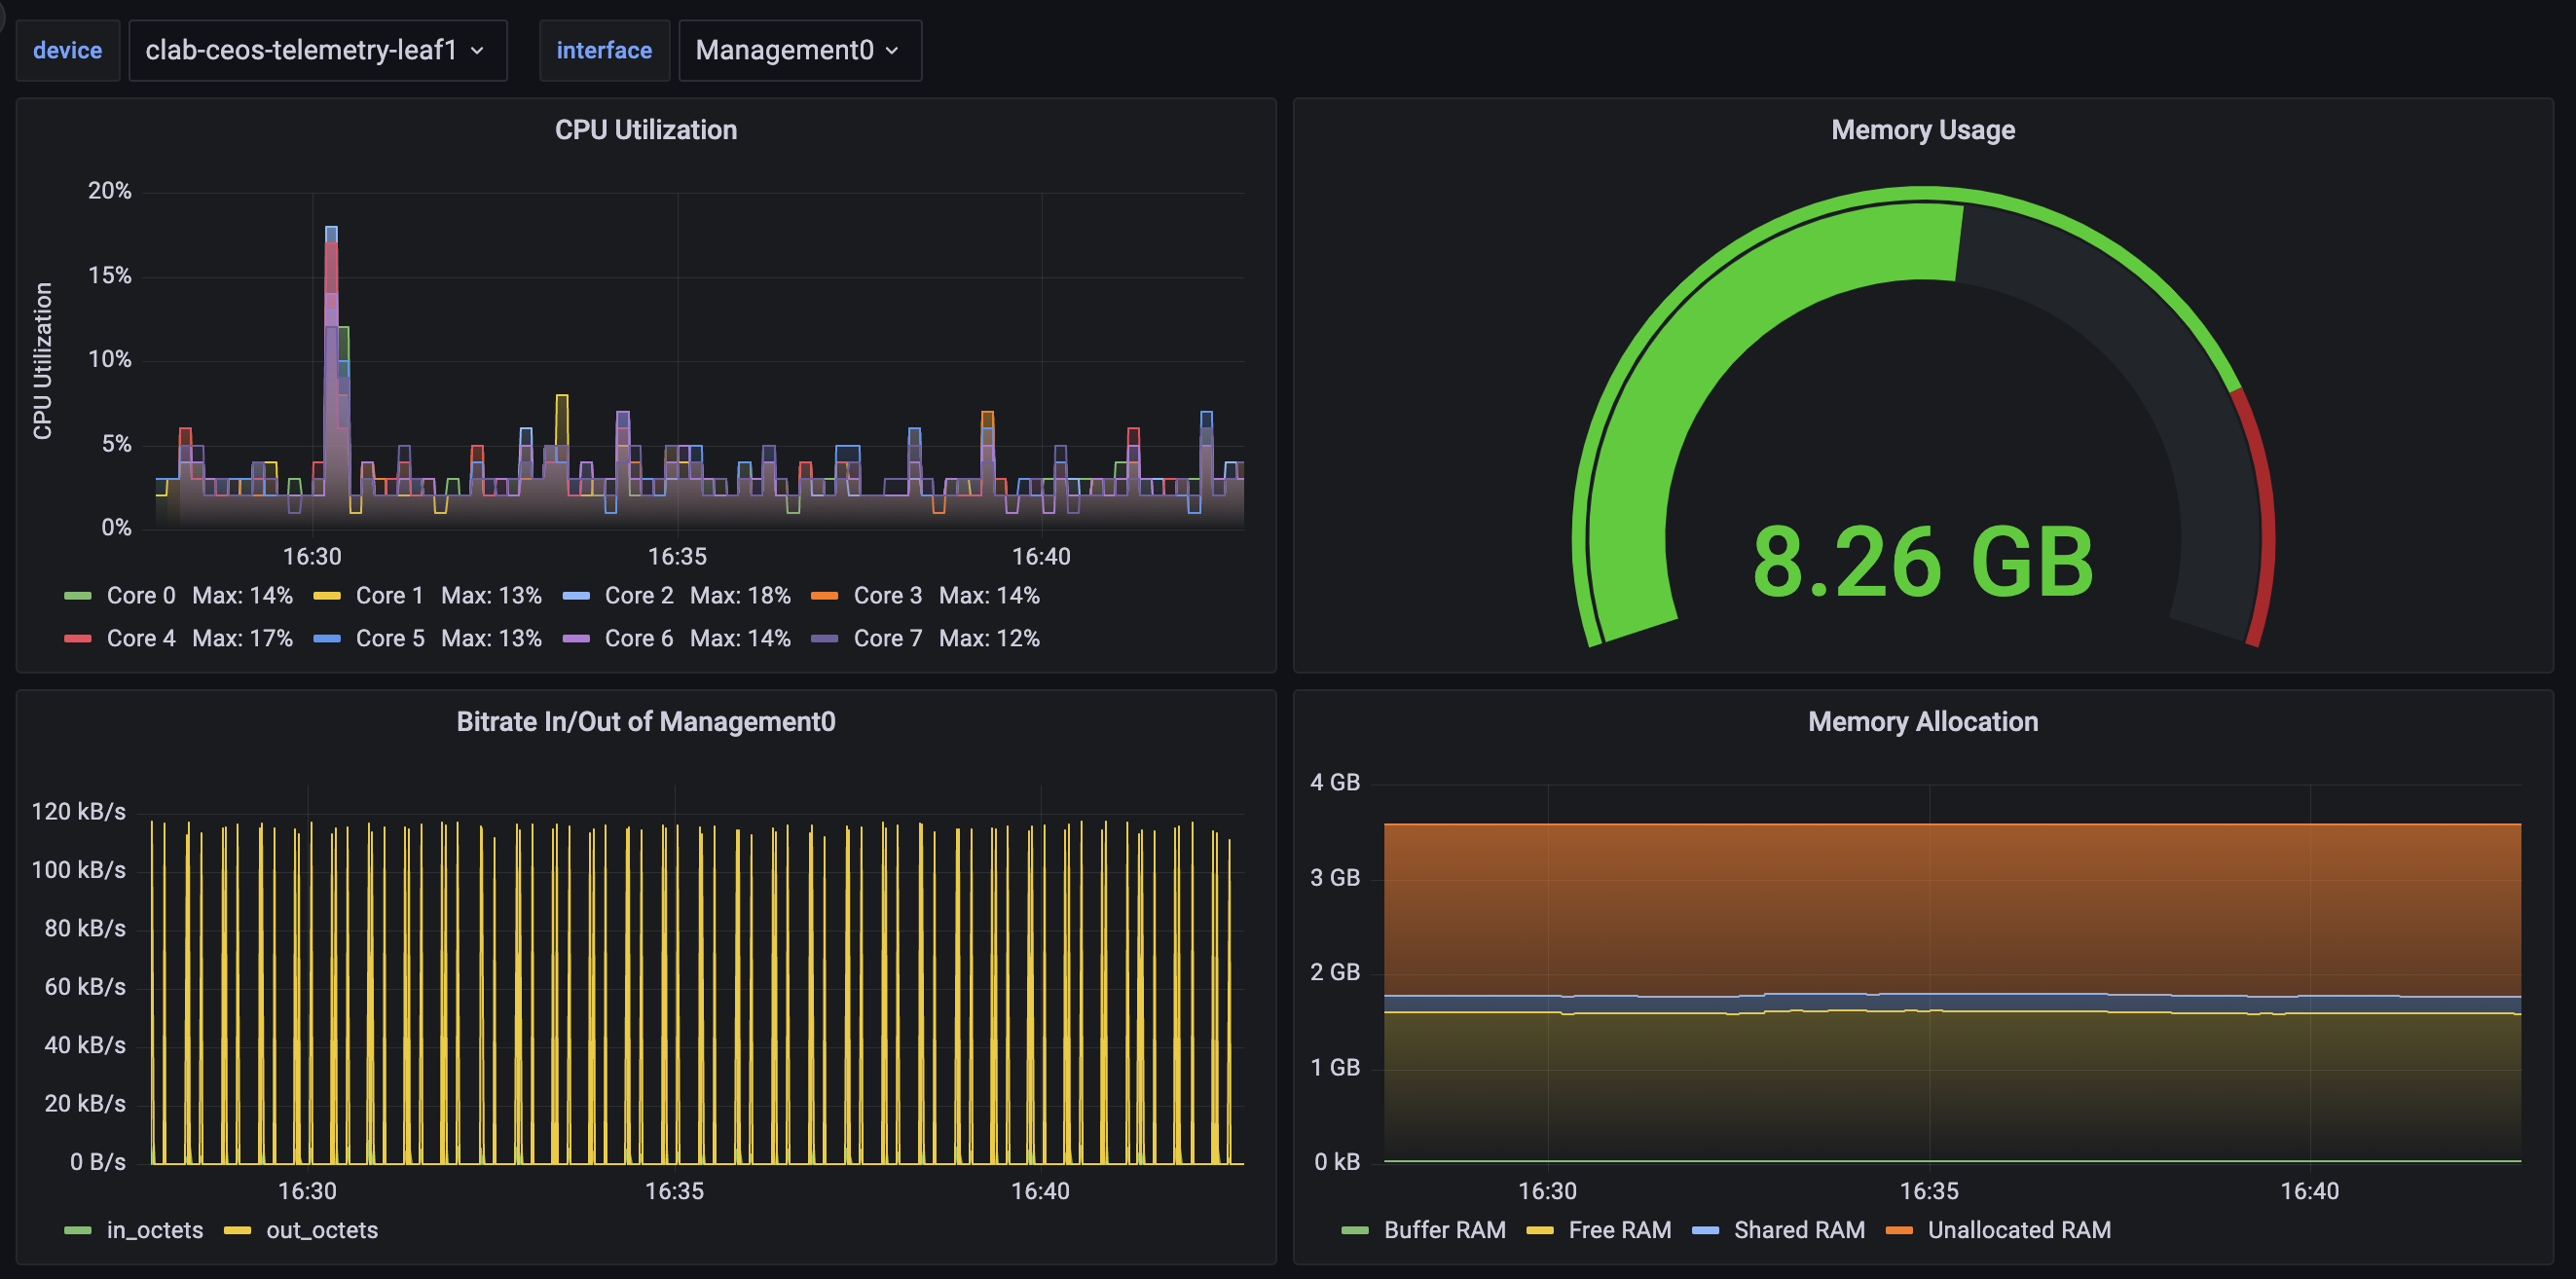 device clab-ceos-telemetry-leaf1 interface Management0
CPU Utilization
CPU Utilization
20%
15%
10%
5%
0%
16:30 16:35 16:40
Core 0 Max: 14% Core 1 Max: 13% Core 2 Max: 18% Core 3 Max: 14%
Core 4 Max: 17% Core 5 Max: 13% Core 6 Max: 14% Core 7 Max: 12%
Memory Usage
8.26 GB
Bitrate In/Out of Management0
120 kB/s
100 kB/s
80 kB/s
60 kB/s
40 kB/s
20 kB/s
0 B/s
16:30 16:35 16:40
in_octets out_octets
Memory Allocation
4 GB
3 GB
2 GB
1 GB
0 kB
16:30 16:35 16:40
Buffer RAM Free RAM Shared RAM Unallocated RAM